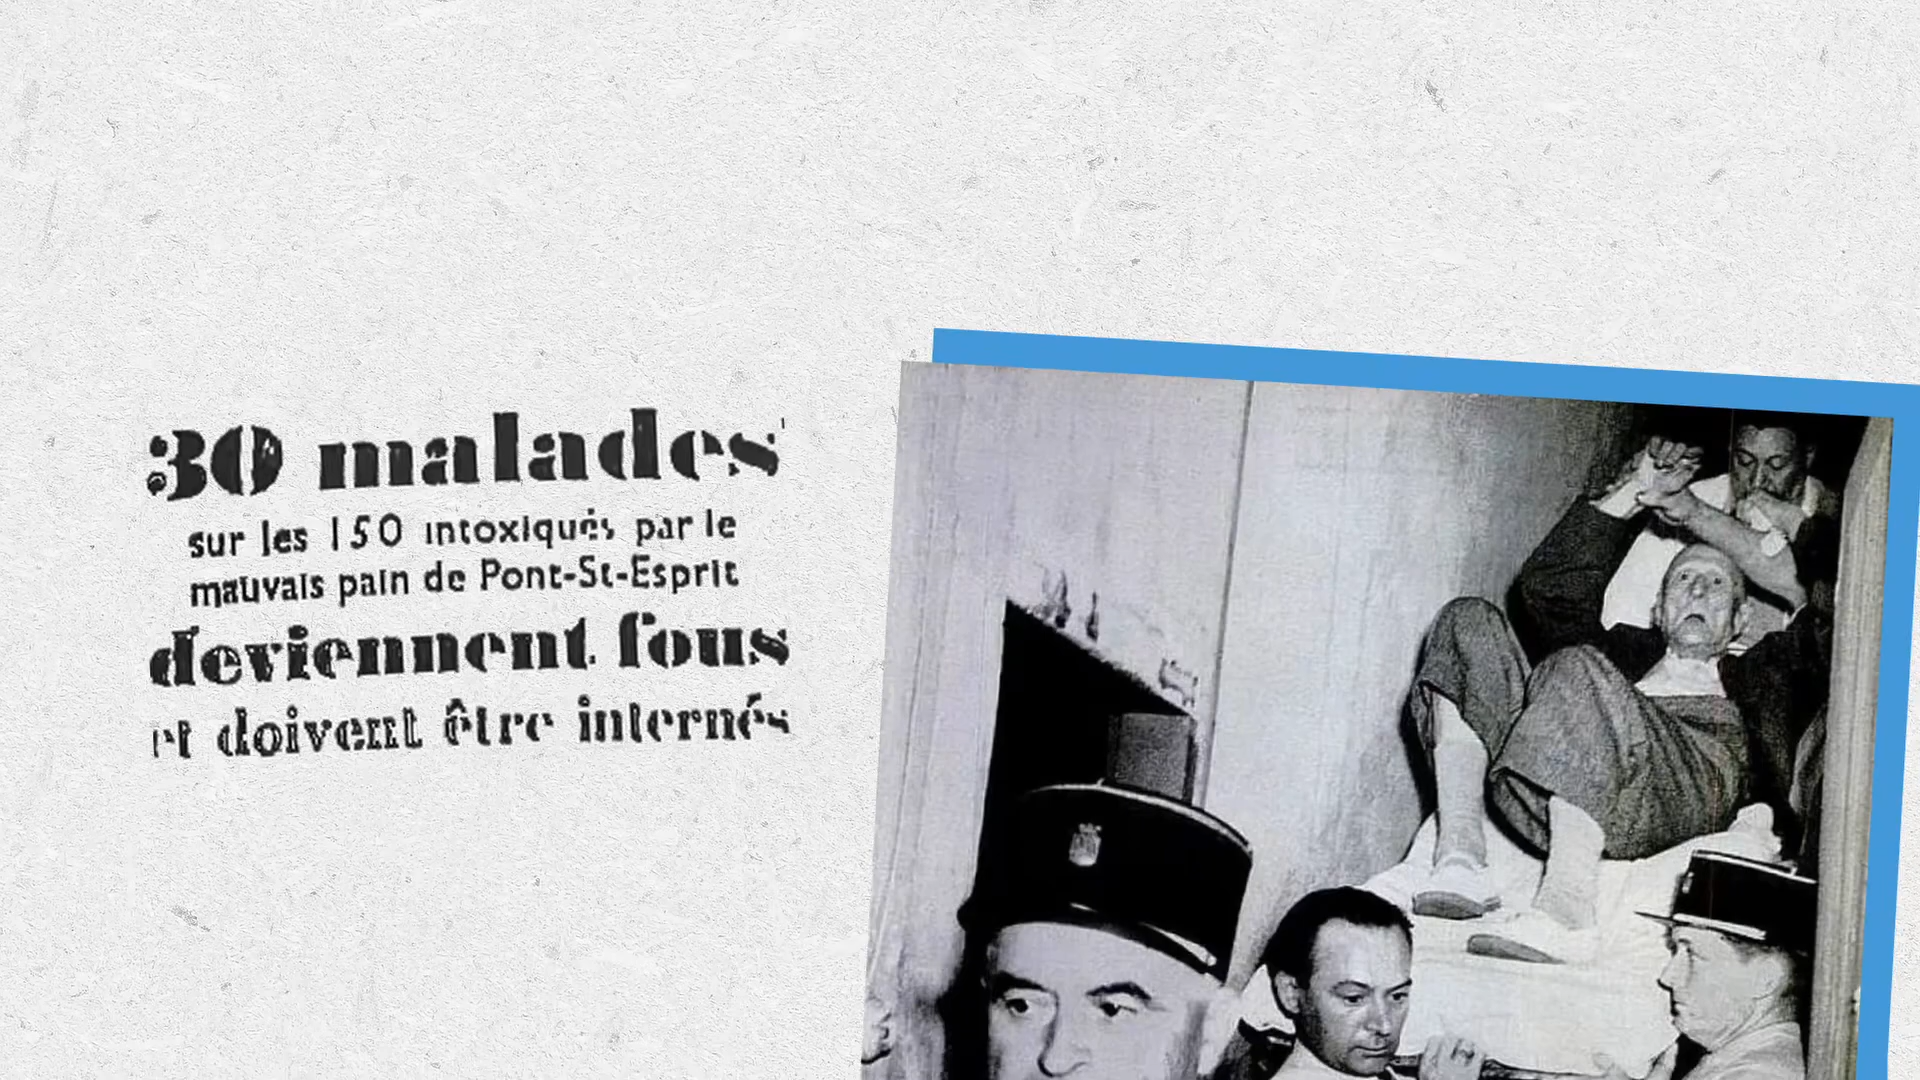 30 malades
sur les 150 intoxiqués par le
mauvais pain de Pont-St-Esprit
deviennent fous
et doivent être internés